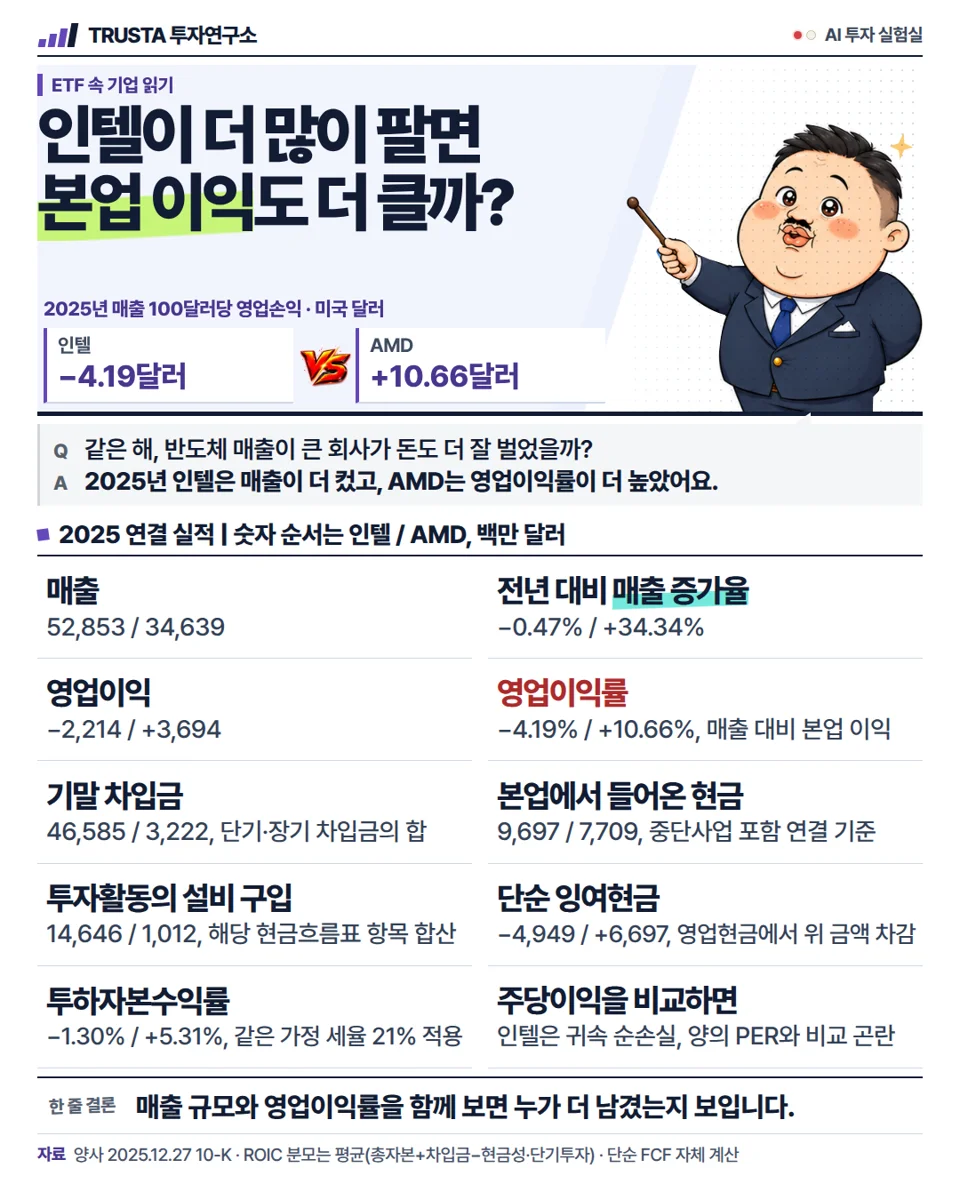 TRUSTA 투자연구소
AI 투자 실험실
ETF 속 기업 읽기
인텔이 더 많이 팔면
본업 이익도 더 클까?
2025년 매출 100달러당 영업손익 · 미국 달러
인텔
−4.19달러
VS
AMD
+10.66달러
Q 같은 해, 반도체 매출이 큰 회사가 돈도 더 잘 벌었을까?
A 2025년 인텔은 매출이 더 컸고, AMD는 영업이익률이 더 높았어요.
2025 연결 실적 | 숫자 순서는 인텔 / AMD, 백만 달러
매출
52,853 / 34,639
전년 대비 매출 증가율
−0.47% / +34.34%
영업이익
−2,214 / +3,694
영업이익률
−4.19% / +10.66%, 매출 대비 본업 이익
기말 차입금
46,585 / 3,222, 단기·장기 차입금의 합
본업에서 들어온 현금
9,697 / 7,709, 중단사업 포함 연결 기준
투자활동의 설비 구입
14,646 / 1,012, 해당 현금흐름표 항목 합산
단순 잉여현금
−4,949 / +6,697, 영업현금에서 위 금액 차감
투하자본수익률
−1.30% / +5.31%, 같은 가정 세율 21% 적용
주당이익을 비교하면
인텔은 귀속 순손실, 양의 PER와 비교 곤란
한 줄 결론 매출 규모와 영업이익률을 함께 보면 누가 더 남겼는지 보입니다.
자료 양사 2025.12.27 10-K · ROIC 분모는 평균(총자본+차입금−현금성·단기투자) · 단순 FCF 자체 계산